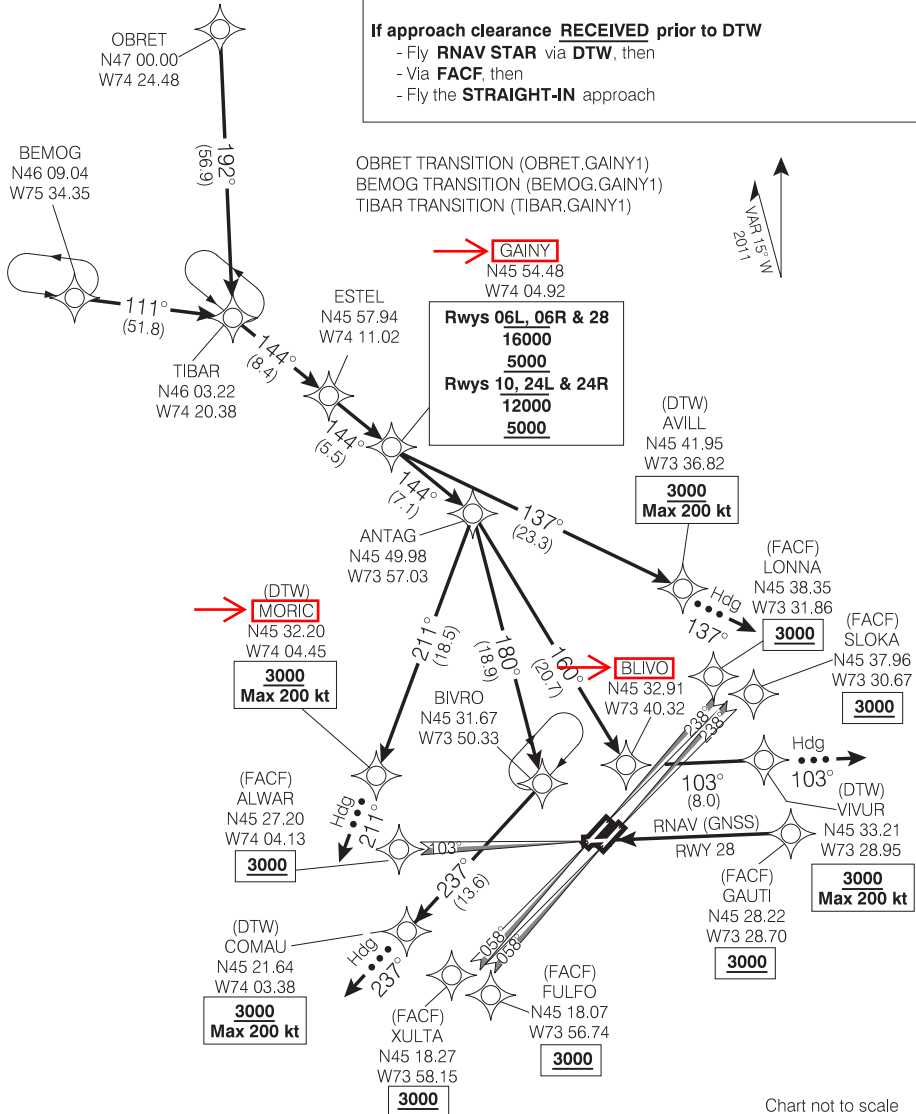 If approach clearance RECEIVED prior to DTW
- Fly RNAV STAR via DTW, then
- Via FACF, then
- Fly the STRAIGHT-IN approach
OBRET
N47 00.00
W74 24.48
192°
(56.9)
BEMOG
N46 09.04
W75 34.35
111°
(51.8)
OBRET TRANSITION (OBRET.GAINY1)
BEMOG TRANSITION (BEMOG.GAINY1)
TIBAR TRANSITION (TIBAR.GAINY1)
VAR 15° W
2011
TIBAR
N46 03.22
W74 20.38
144°
(8.4)
ESTEL
N45 57.94
W74 11.02
144°
(5.5)
GAINY
N45 54.48
W74 04.92
Rwys 06L, 06R & 28
16000
5000
Rwys 10, 24L & 24R
12000
5000
144°
(7.1)
137°
(23.3)
(DTW)
AVILL
N45 41.95
W73 36.82
3000
Max 200 kt
Hdg
137°
ANTAG
N45 49.98
W73 57.03
(FACF)
LONNA
N45 38.35
W73 31.86
3000
(FACF)
SLOKA
N45 37.96
W73 30.67
3000
(DTW)
MORIC
N45 32.20
W74 04.45
3000
Max 200 kt
211°
(18.5)
180°
(18.9)
160°
(20.7)
BLIVO
N45 32.91
W73 40.32
BIVRO
N45 31.67
W73 50.33
238°
238°
103°
(8.0)
Hdg
103°
(DTW)
VIVUR
N45 33.21
W73 28.95
3000
Max 200 kt
Hdg
211°
(FACF)
ALWAR
N45 27.20
W74 04.13
3000
103°
RNAV (GNSS)
RWY 28
(FACF)
GAUTI
N45 28.22
W73 28.70
3000
237°
(13.6)
(DTW)
COMAU
N45 21.64
W74 03.38
3000
Max 200 kt
Hdg
237°
058°
058°
(FACF)
XULTA
N45 18.27
W73 58.15
3000
(FACF)
FULFO
N45 18.07
W73 56.74
3000
Chart not to scale